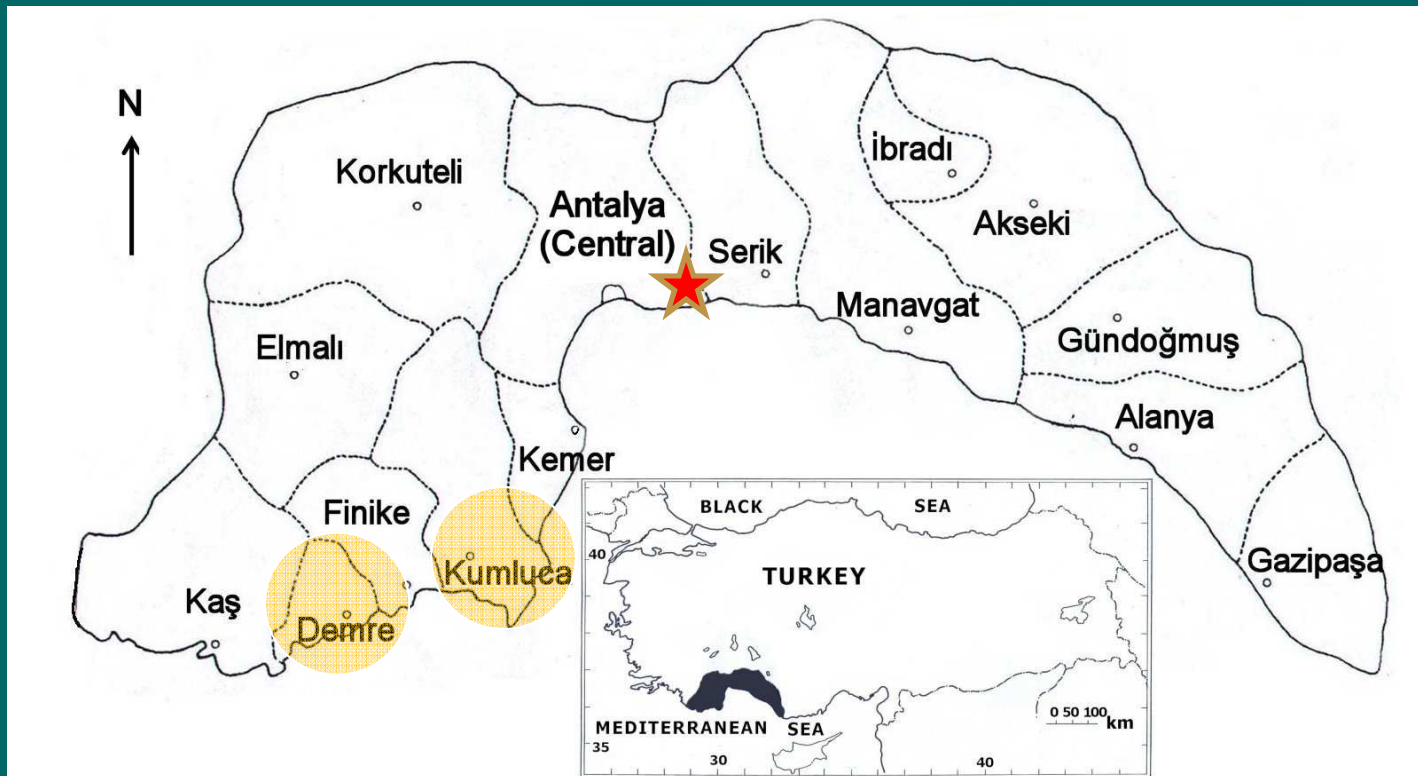 N
Korkuteli
Antalya
(Central)
Serik
İbradı
Akseki
Manavgat
Gündoğmuş
Elmalı
Alanya
Kemer
Finike
Kumluca
Gazipaşa
Kaş
Demre
BLACK SEA
40
TURKEY
0 50 100 km
MEDITERRANEAN SEA
35
30
40